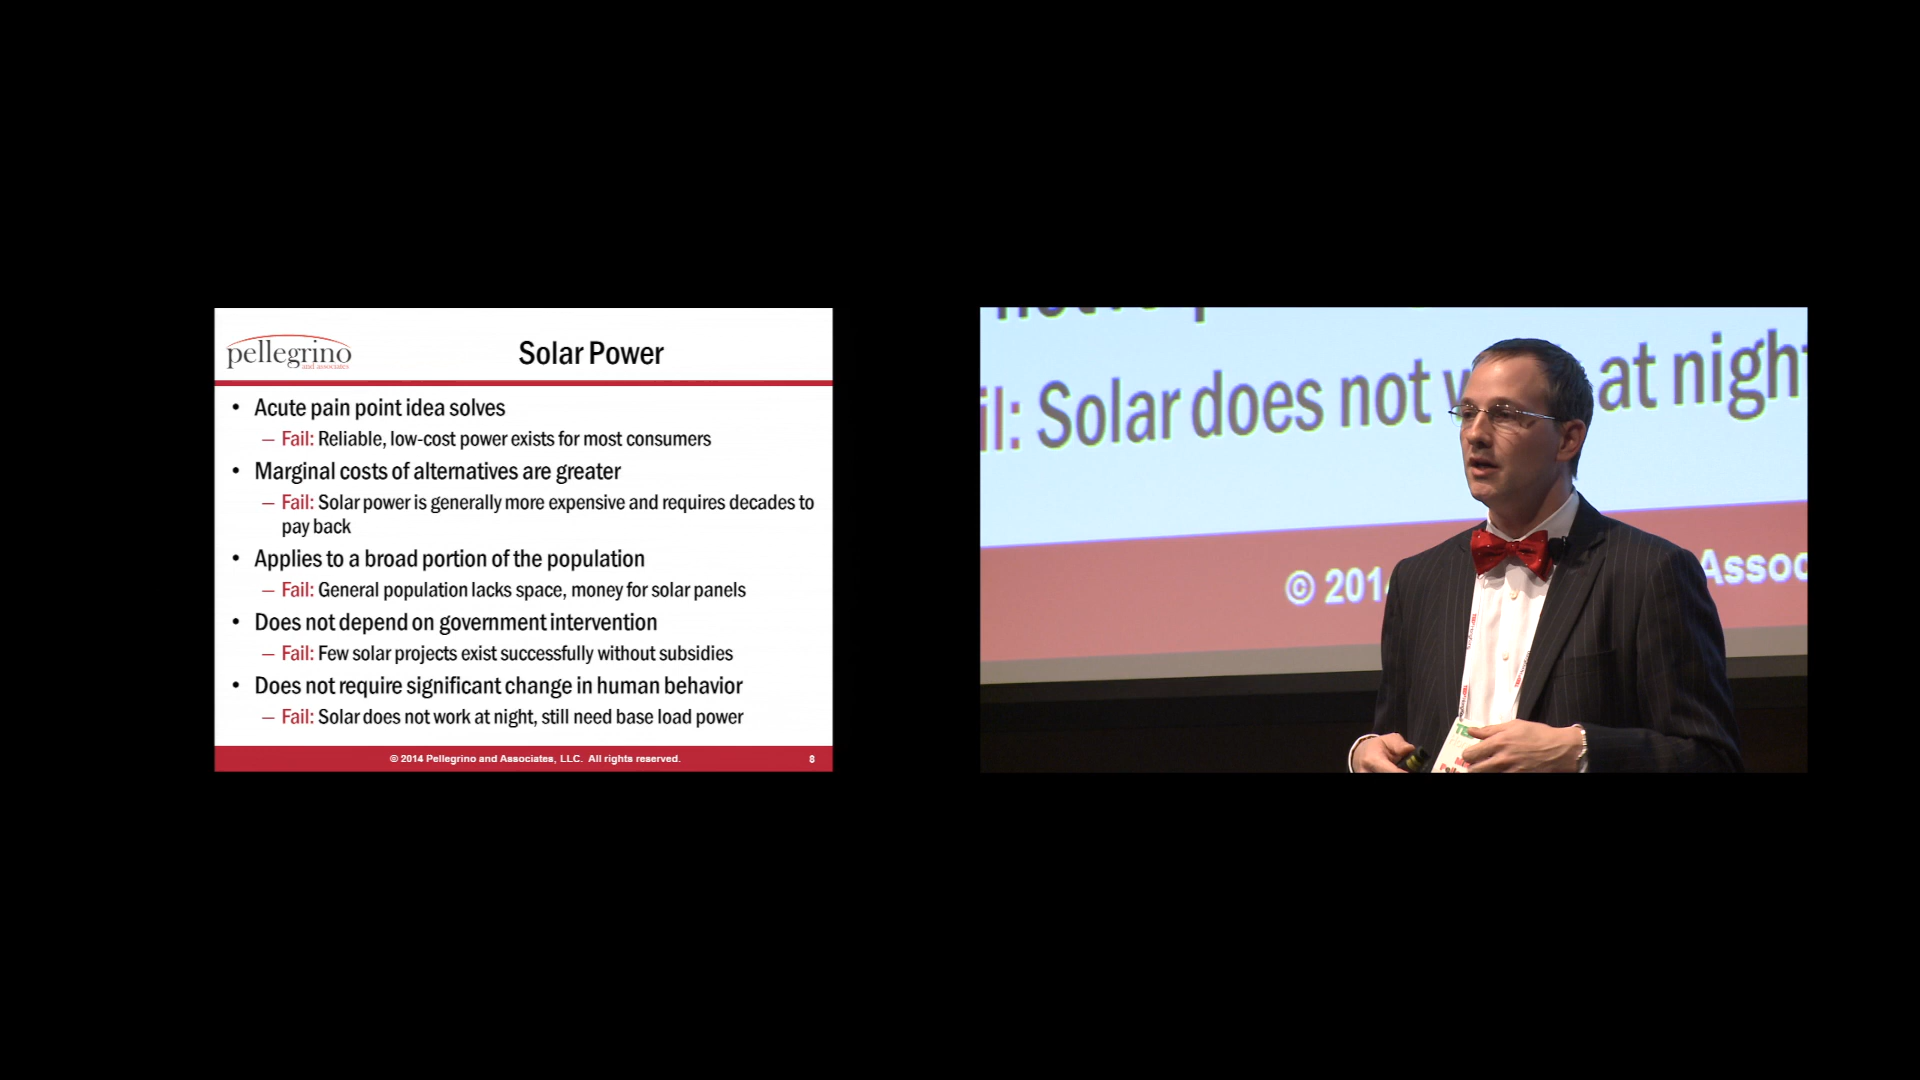 pellegrino
and associates
Solar Power
• Acute pain point idea solves
– Fail: Reliable, low-cost power exists for most consumers
• Marginal costs of alternatives are greater
– Fail: Solar power is generally more expensive and requires decades to
pay back
• Applies to a broad portion of the population
– Fail: General population lacks space, money for solar panels
• Does not depend on government intervention
– Fail: Few solar projects exist successfully without subsidies
• Does not require significant change in human behavior
– Fail: Solar does not work at night, still need base load power
© 2014 Pellegrino and Associates, LLC. All rights reserved.
8
il: Solar does not w at night
© 201 Assoc